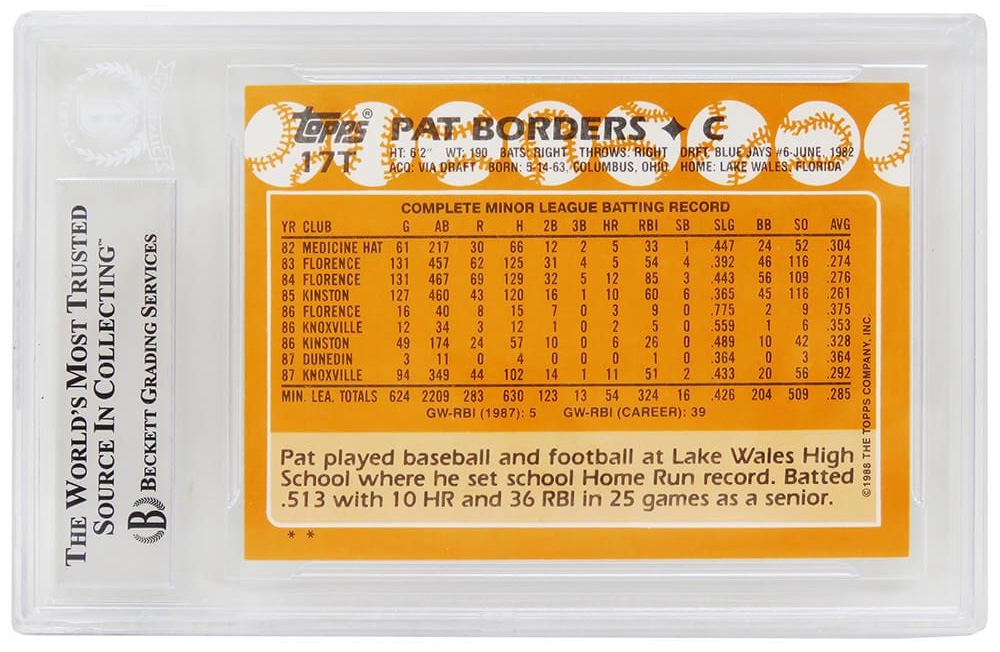 topps® PAT BORDERS ✦ C
17T HT: 6'2" WT: 190 BATS: RIGHT THROWS: RIGHT DRFT: BLUE JAYS #6-JUNE, 1982
ACQ: VIA DRAFT BORN: 5-14-63, COLUMBUS, OHIO HOME: LAKE WALES, FLORIDA
COMPLETE MINOR LEAGUE BATTING RECORD
YR CLUB G AB R H 2B 3B HR RBI SB SLG BB SO AVG
82 MEDICINE HAT 61 217 30 66 12 2 5 33 1 .447 24 52 .304
83 FLORENCE 131 457 62 125 31 4 5 54 4 .392 46 116 .274
84 FLORENCE 131 467 69 129 32 5 12 85 3 .443 56 109 .276
85 KINSTON 127 460 43 120 16 1 10 60 6 .365 45 116 .261
86 FLORENCE 16 40 8 15 7 0 3 9 0 .775 2 9 .375
86 KNOXVILLE 12 34 3 12 1 0 2 5 0 .559 1 6 .353
86 KINSTON 49 174 24 57 10 0 6 26 0 .489 10 42 .328
87 DUNEDIN 3 11 0 4 0 0 0 1 0 .364 0 3 .364
87 KNOXVILLE 94 349 44 102 14 1 11 51 2 .433 20 56 .292
MIN. LEA. TOTALS 624 2209 283 630 123 13 54 324 16 .426 204 509 .285
GW-RBI (1987): 5 GW-RBI (CAREER): 39
Pat played baseball and football at Lake Wales High
School where he set school Home Run record. Batted
.513 with 10 HR and 36 RBI in 25 games as a senior.
* *
©1988 THE TOPPS COMPANY, INC.
THE WORLD'S MOST TRUSTED
SOURCE IN COLLECTING™
B BECKETT GRADING SERVICES